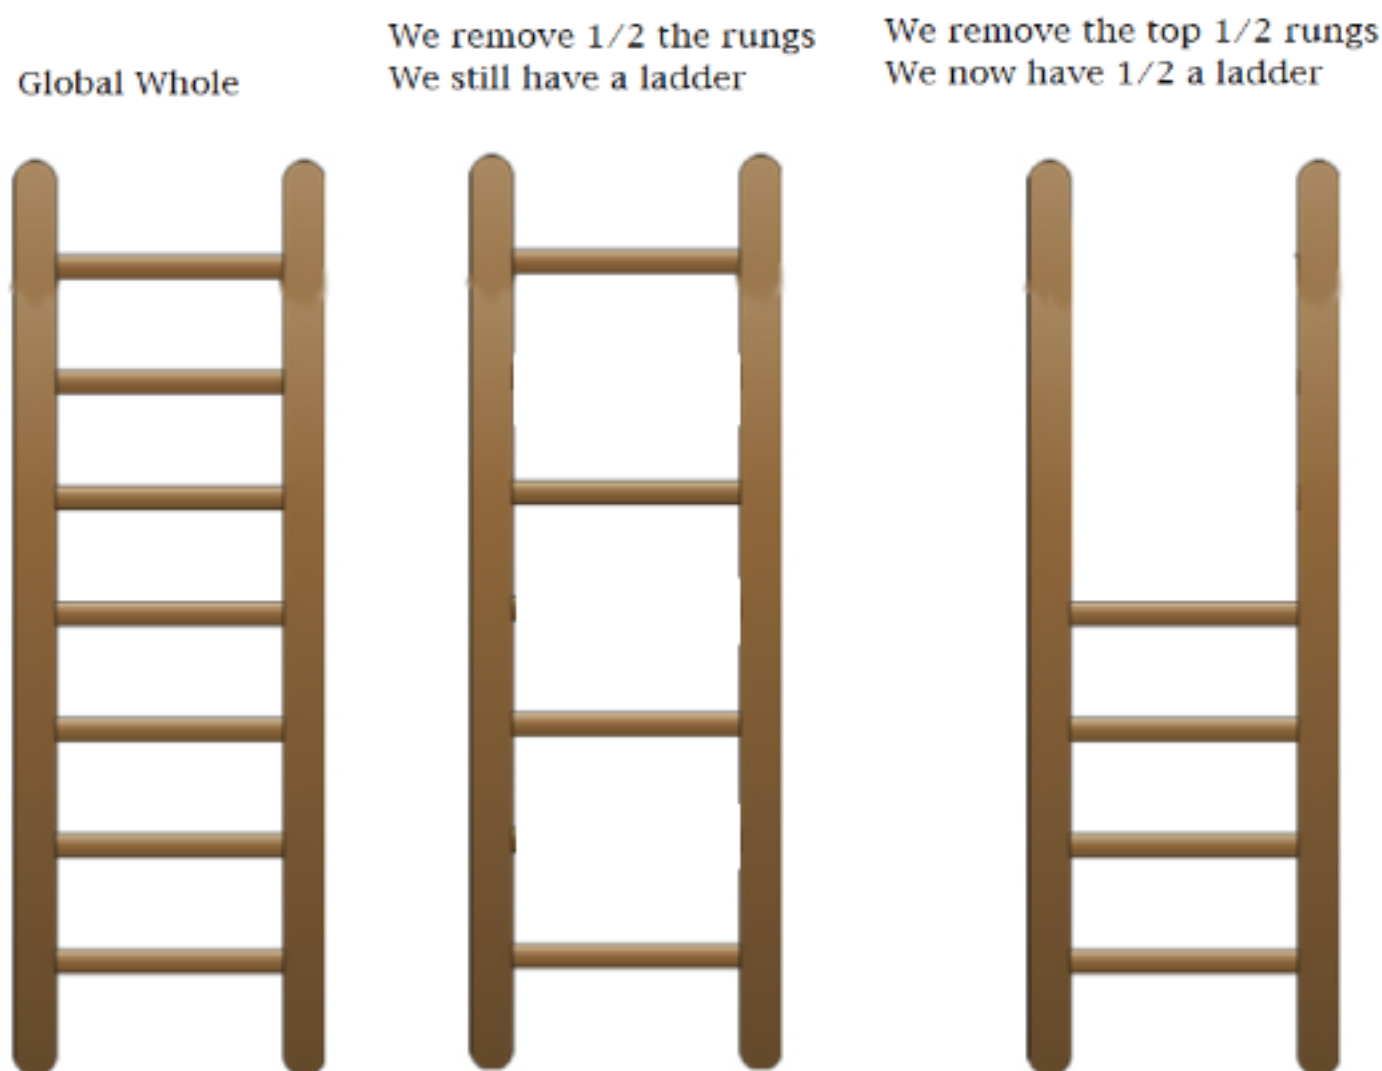 Global Whole
We remove 1/2 the rungs
We still have a ladder
We remove the top 1/2 rungs
We now have 1/2 a ladder